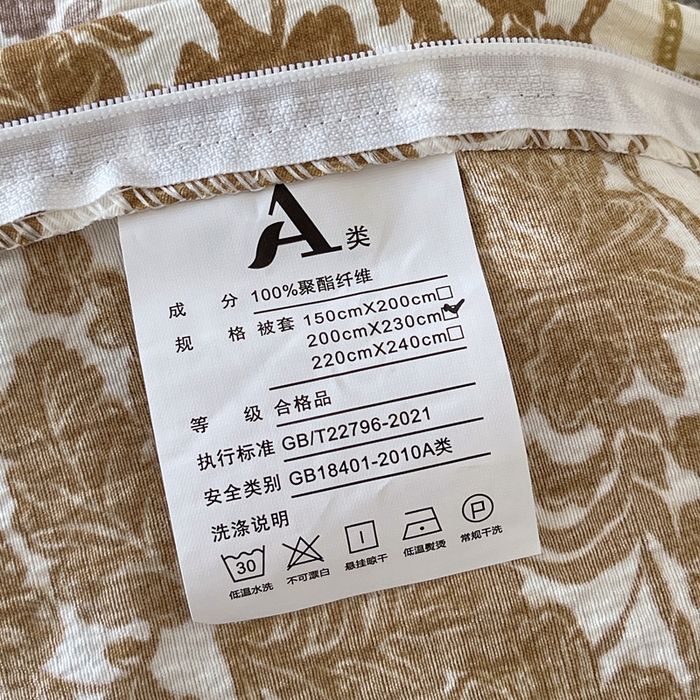 A类
成 分 100%聚酯纤维
规 格 被套 150cmX200cm□
200cmX230cm☑
220cmX240cm□
等 级 合格品
执行标准 GB/T22796-2021
安全类别 GB18401-2010A类
洗涤说明
30 P
低温水洗 不可漂白 悬挂晾干 低温熨烫 常规干洗